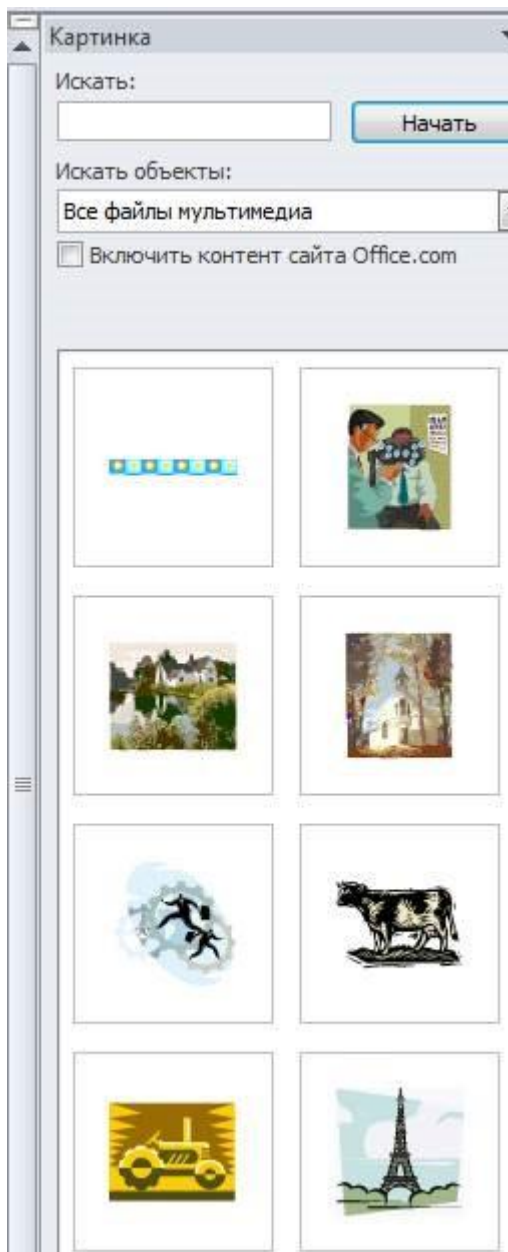 Картинка
Искать:
Начать
Искать объекты:
Все файлы мультимедиа
Включить контент сайта Office.com